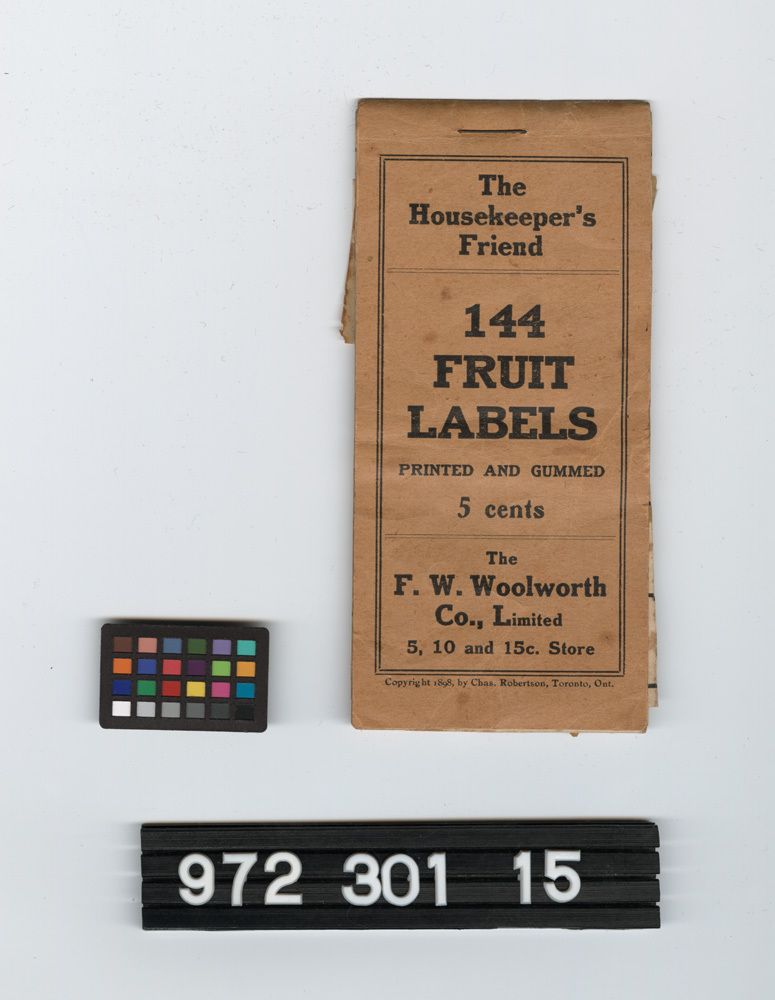 The
Housekeeper's
Friend
144
FRUIT
LABELS
PRINTED AND GUMMED
5 cents
The
F. W. Woolworth
Co., Limited
5, 10 and 15c. Store
Copyright 1898, by Chas. Robertson, Toronto, Ont.
972 301 15